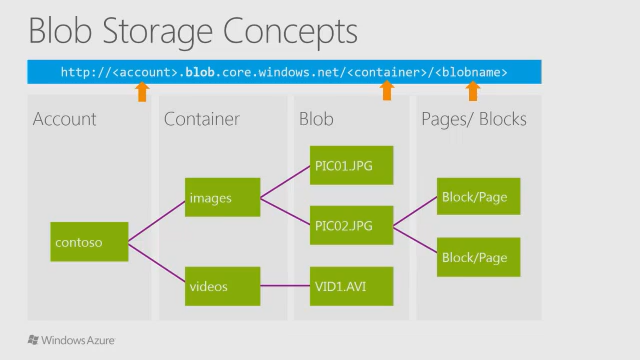 Blob Storage Concepts
http://<account>.blob.core.windows.net/<container>/<blobname>
Account
Container
Blob
Pages/ Blocks
PIC01.JPG
images
Block/Page
PIC02.JPG
contoso
Block/Page
videos
VID1.AVI
Windows Azure